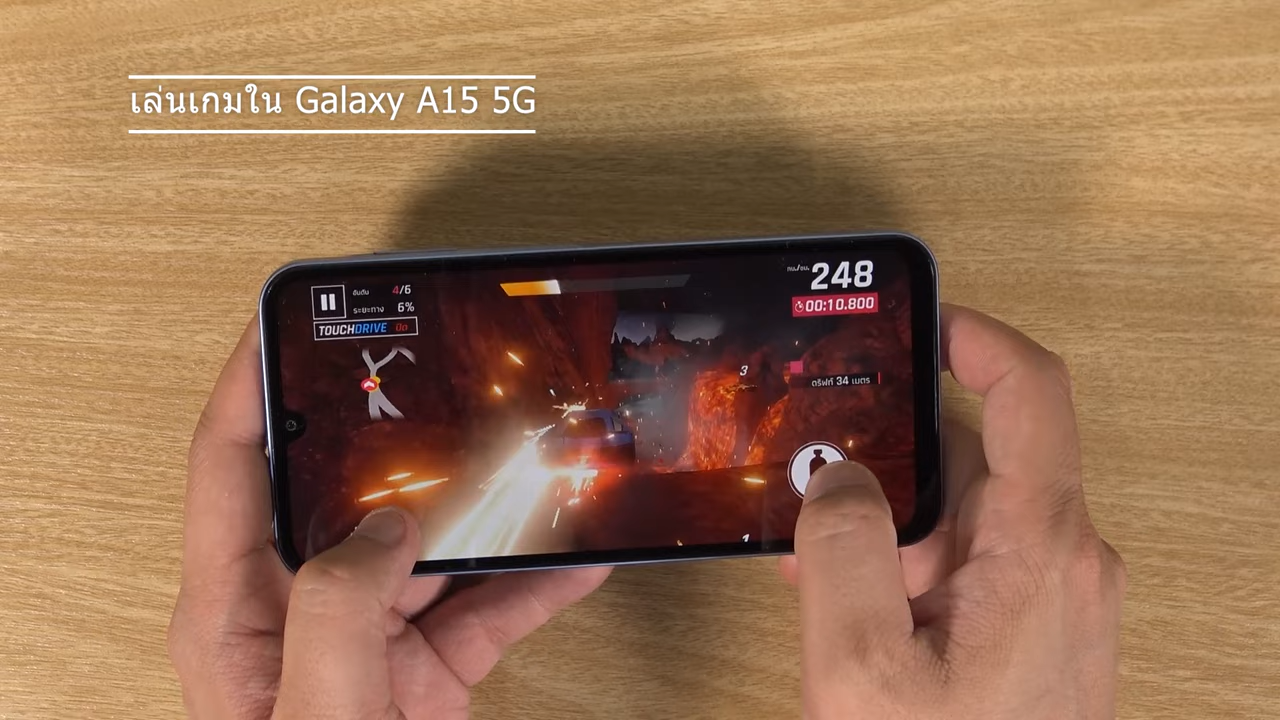 เล่นเกมใน Galaxy A15 5G
อันดับ 4/6
ระยะทาง 6%
TOUCHDRIVE ปิด
กม./ชม. 248
00:10.800
3
ดริฟท์ 34 เมตร
1